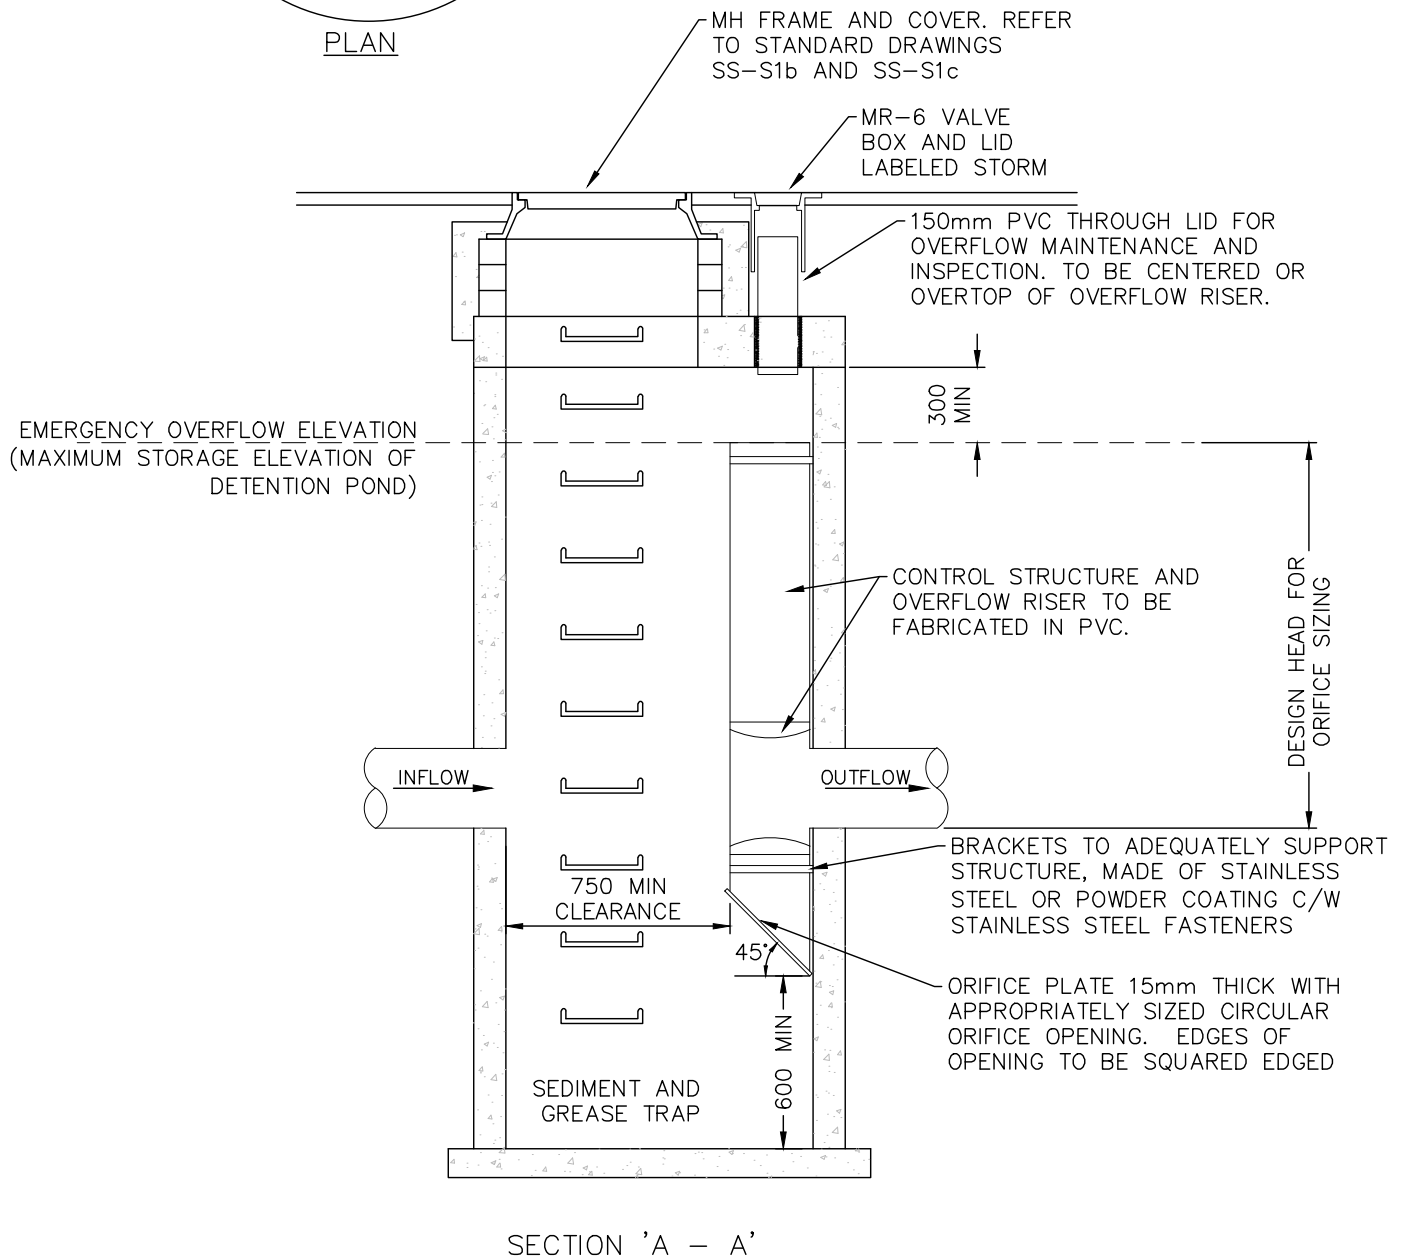 PLAN
MH FRAME AND COVER. REFER
TO STANDARD DRAWINGS
SS-S1b AND SS-S1c
MR-6 VALVE
BOX AND LID
LABELED STORM
150mm PVC THROUGH LID FOR
OVERFLOW MAINTENANCE AND
INSPECTION. TO BE CENTERED OR
OVERTOP OF OVERFLOW RISER.
300
MIN
EMERGENCY OVERFLOW ELEVATION
(MAXIMUM STORAGE ELEVATION OF
DETENTION POND)
CONTROL STRUCTURE AND
OVERFLOW RISER TO BE
FABRICATED IN PVC.
DESIGN HEAD FOR
ORIFICE SIZING
INFLOW
OUTFLOW
BRACKETS TO ADEQUATELY SUPPORT
STRUCTURE, MADE OF STAINLESS
STEEL OR POWDER COATING C/W
STAINLESS STEEL FASTENERS
750 MIN
CLEARANCE
45°
ORIFICE PLATE 15mm THICK WITH
APPROPRIATELY SIZED CIRCULAR
ORIFICE OPENING. EDGES OF
OPENING TO BE SQUARED EDGED
600 MIN
SEDIMENT AND
GREASE TRAP
SECTION 'A - A'